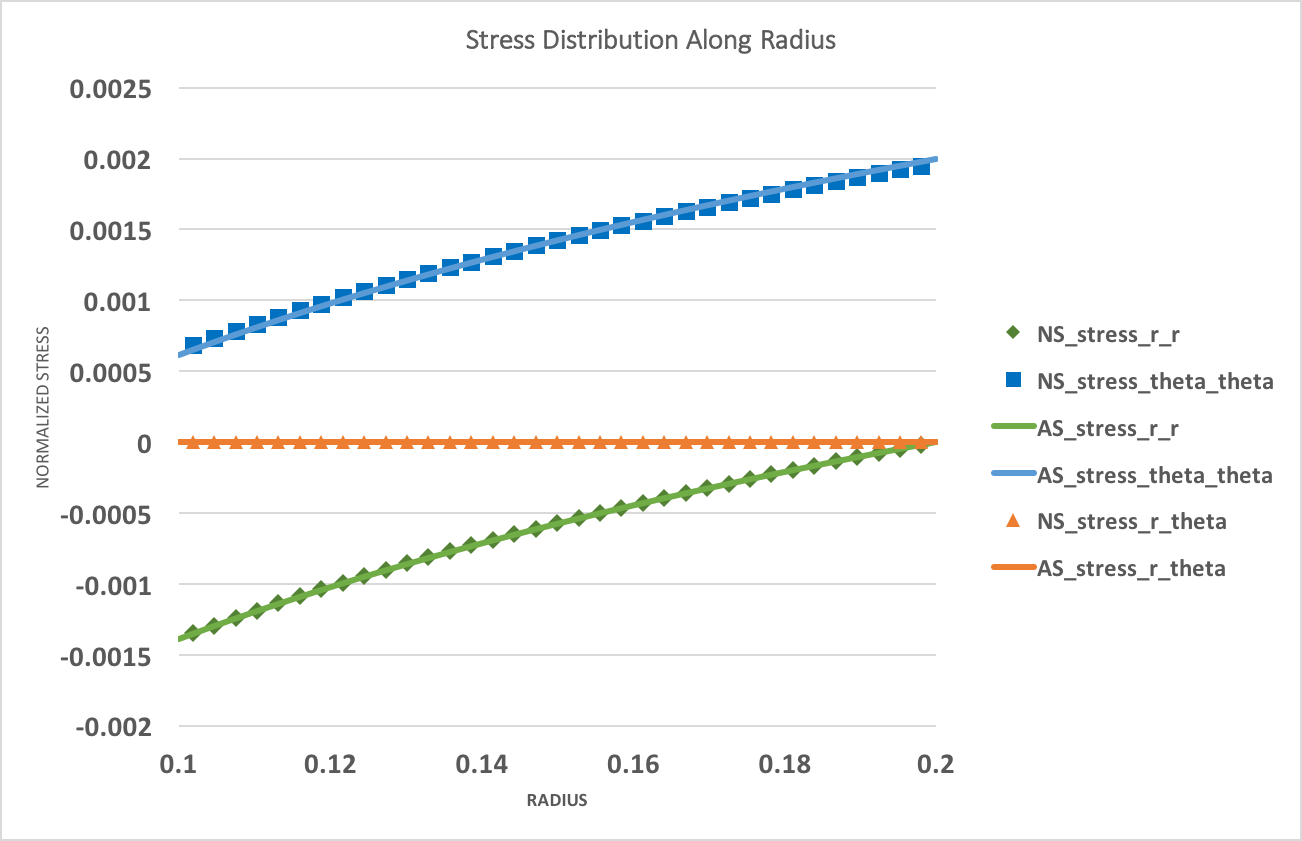 Stress Distribution Along Radius
0.0025
0.002
0.0015
0.001
0.0005
0
-0.0005
-0.001
-0.0015
-0.002
NORMALIZED STRESS
0.1 0.12 0.14 0.16 0.18 0.2
RADIUS
NS_stress_r_r
NS_stress_theta_theta
AS_stress_r_r
AS_stress_theta_theta
NS_stress_r_theta
AS_stress_r_theta